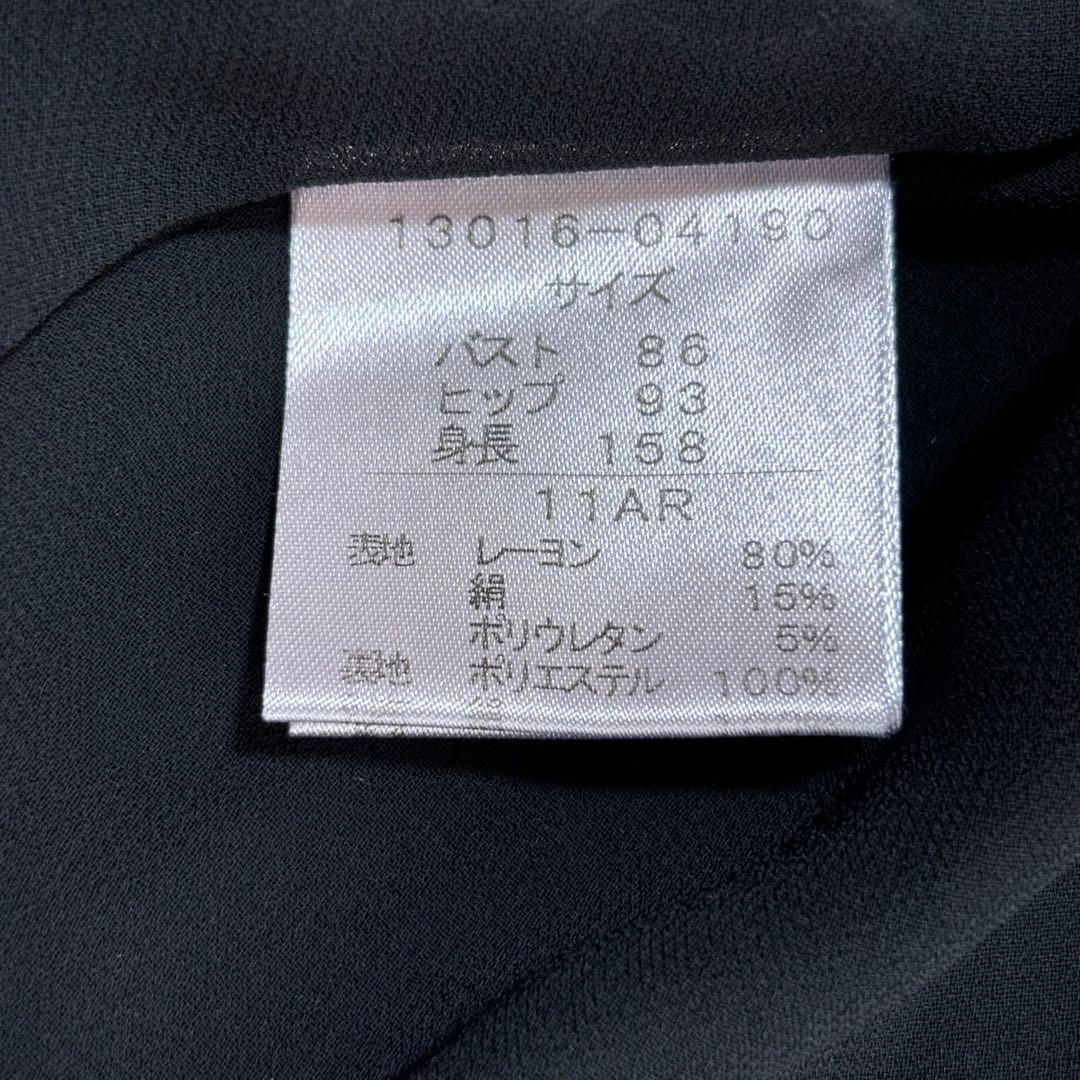 13016-04190
サイズ
バスト 86
ヒップ 93
身長 158
11AR
表地 レーヨン 80%
絹 15%
ポリウレタン 5%
ポリエステル 100%